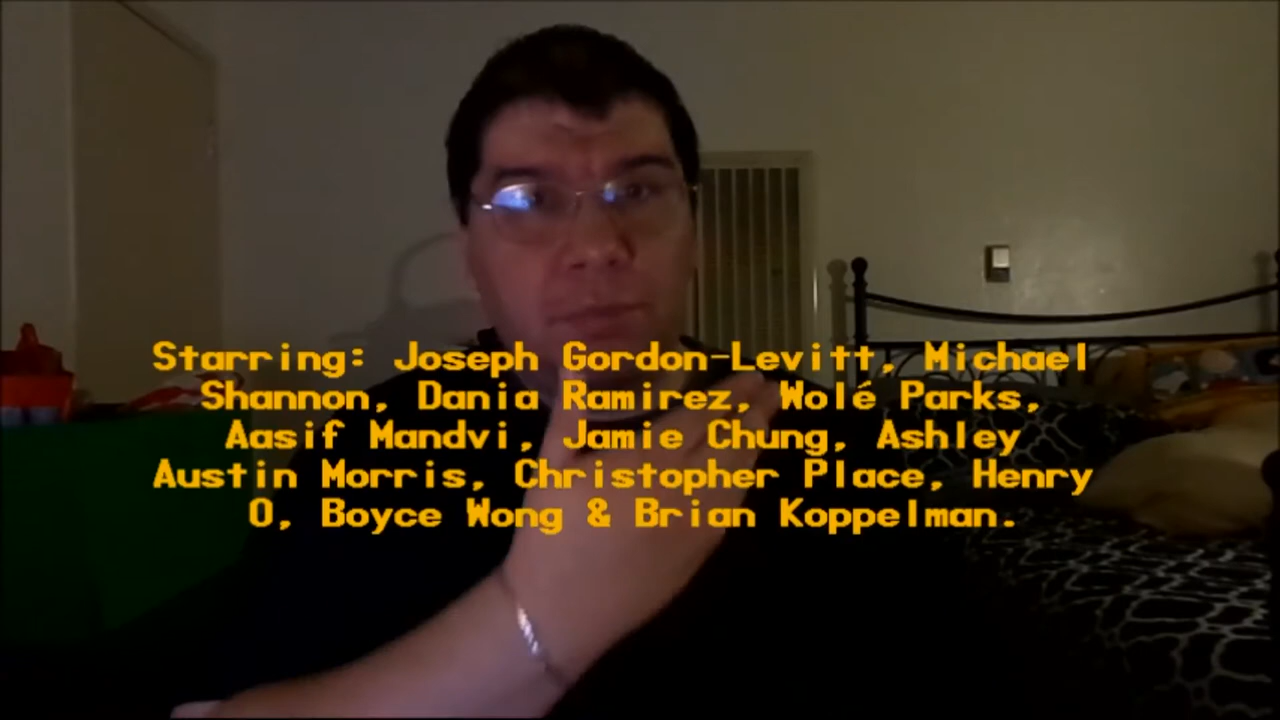 Starring: Joseph Gordon-Levitt, Michael
Shannon, Dania Ramirez, Wolé Parks,
Aasif Mandvi, Jamie Chung, Ashley
Austin Morris, Christopher Place, Henry
O, Boyce Wong & Brian Koppelman.